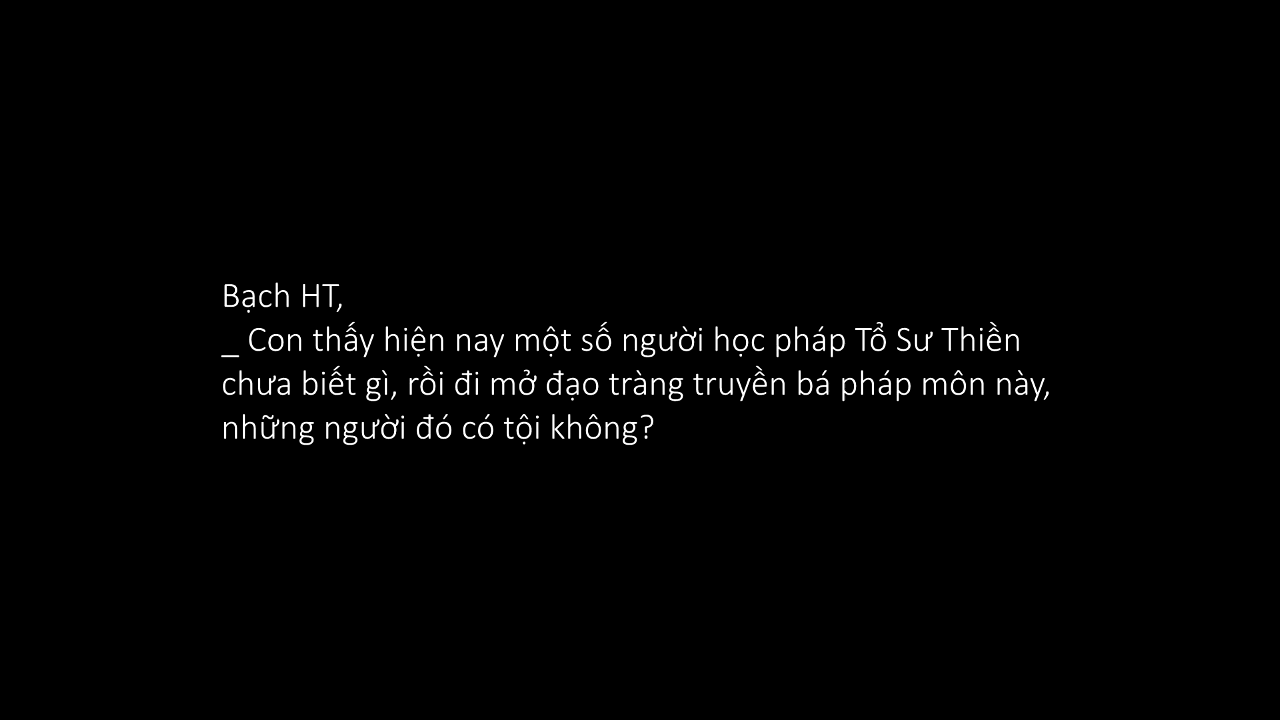 Bạch HT,
_ Con thấy hiện nay một số người học pháp Tổ Sư Thiền
chưa biết gì, rồi đi mở đạo tràng truyền bá pháp môn này,
những người đó có tội không?